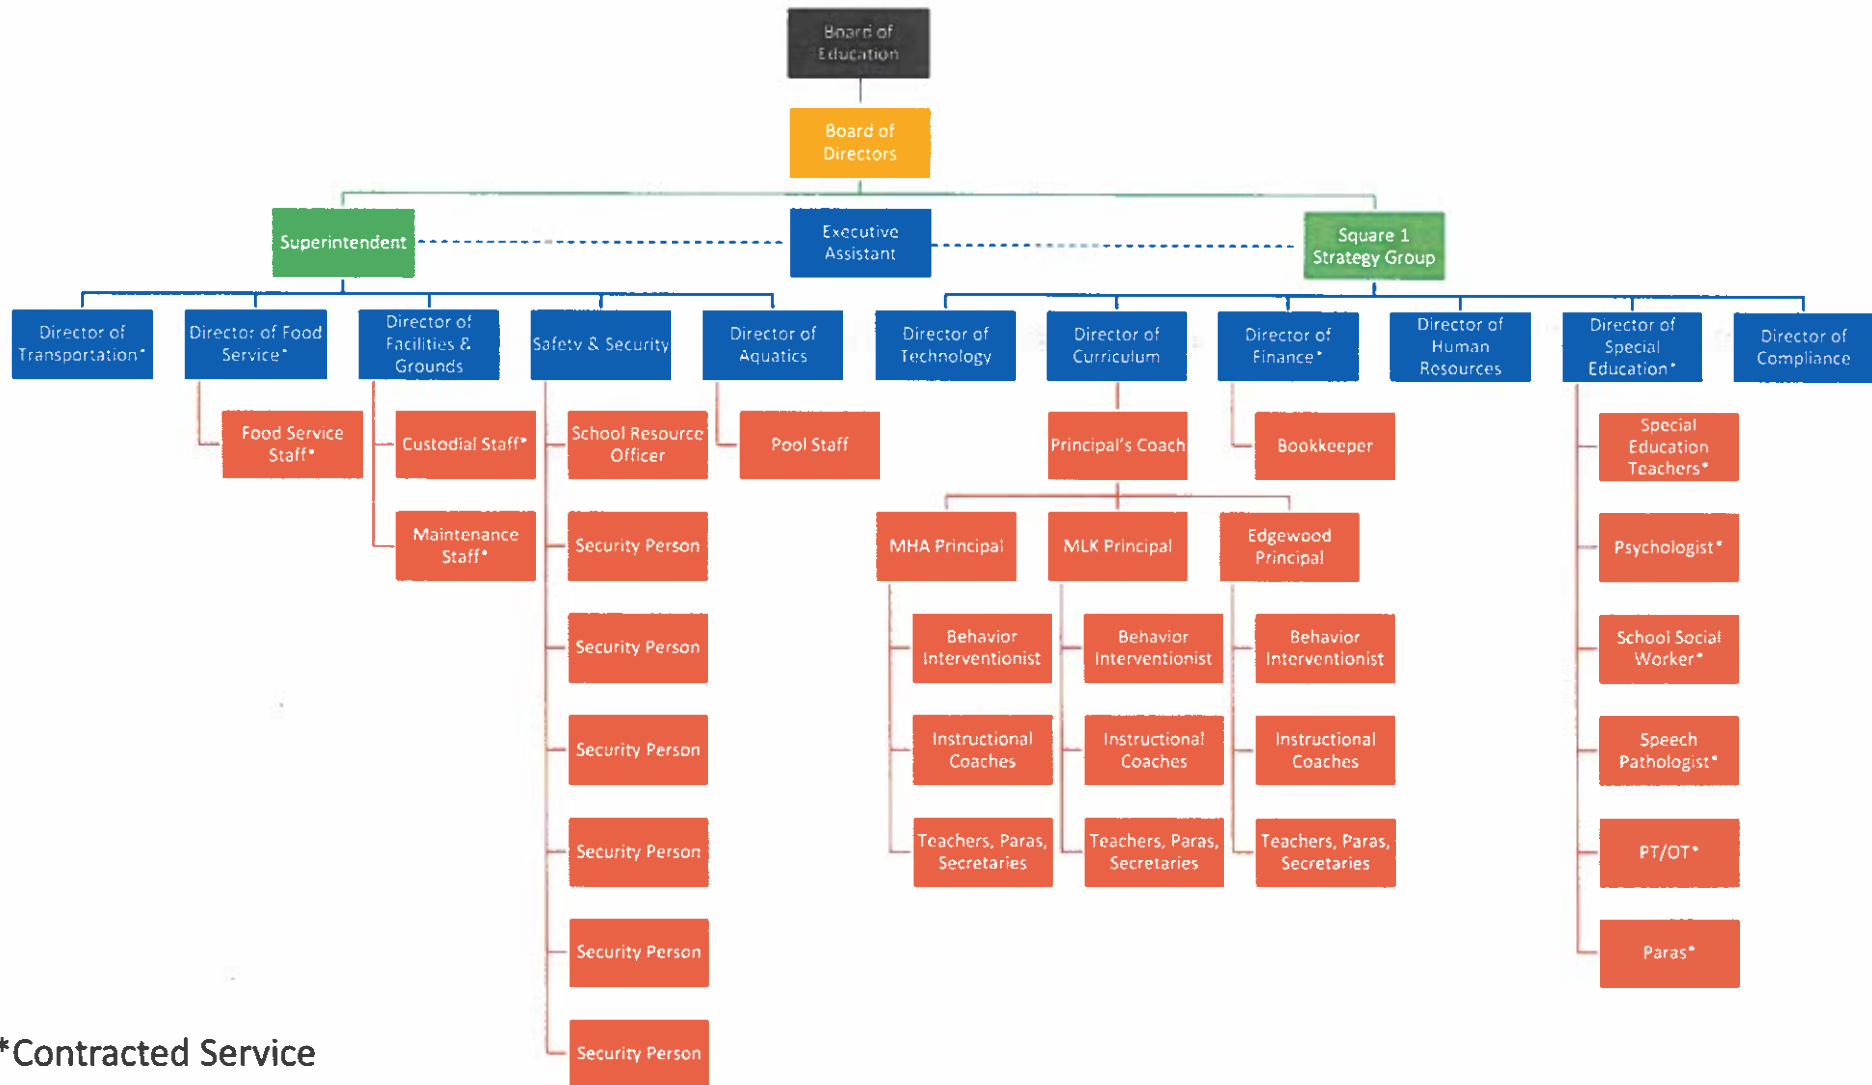 Board of
Education
Board of
Directors
Superintendent
Executive
Assistant
Square 1
Strategy Group
Director of
Transportation*
Director of Food
Service*
Director of
Facilities &
Grounds
Safety & Security
Director of
Aquatics
Director of
Technology
Director of
Curriculum
Director of
Finance*
Director of
Human
Resources
Director of
Special
Education*
Director of
Compliance
Food Service
Staff*
Custodial Staff*
School Resource
Officer
Pool Staff
Principal's Coach
Bookkeeper
Special
Education
Teachers*
Maintenance
Staff*
Security Person
MHA Principal
MLK Principal
Edgewood
Principal
Psychologist*
Security Person
Behavior
Interventionist
Behavior
Interventionist
Behavior
Interventionist
School Social
Worker*
Security Person
Instructional
Coaches
Instructional
Coaches
Instructional
Coaches
Speech
Pathologist*
Security Person
Teachers, Paras,
Secretaries
Teachers, Paras,
Secretaries
Teachers, Paras,
Secretaries
PT/OT*
Security Person
Paras*
Security Person
*Contracted Service